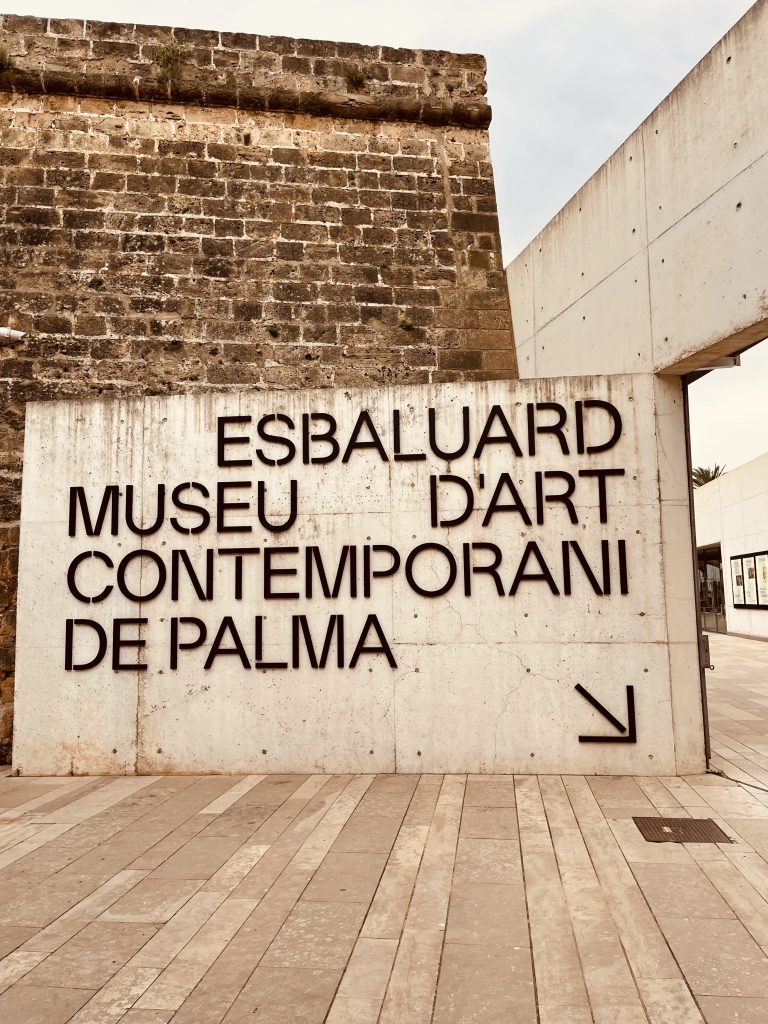 ESBALUARD
MUSEU D'ART
CONTEMPORANI
DE PALMA